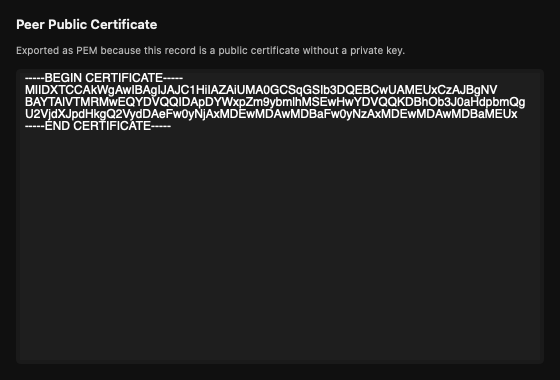 Peer Public Certificate
Exported as PEM because this record is a public certificate without a private key.
-----BEGIN CERTIFICATE-----
MIIDXTCCAkWgAwIBAgIJAJC1HiIAZAiUMA0GCSqGSIb3DQEBCwUAMEUxCzAJBgNV
BAYTAlVTMRMwEQYDVQQIDApDYWxpZm9ybmlhMSEwHwYDVQQKDBhOb3J0aHdpbmQg
U2VjdXJpdHkgQ2VydDAeFw0yNjAxMDEwMDAwMDBaFw0yNzAxMDEwMDAwMDBaMEUx
-----END CERTIFICATE-----